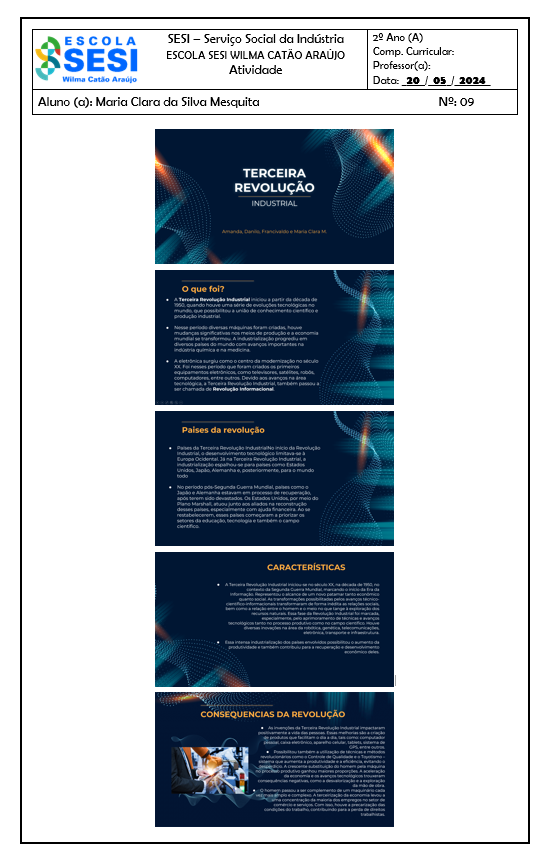 ESCOLA
SESI
Wilma Catão Araújo
SESI – Serviço Social da Indústria
ESCOLA SESI WILMA CATÃO ARAÚJO
Atividade
2º Ano (A)
Comp. Curricular:
Professor(a):
Data: _20_/_05_/_2024_
Aluno (a): Maria Clara da Silva Mesquita
Nº: 09
TERCEIRA
REVOLUÇÃO
INDUSTRIAL
Amanda, Danilo, Francivaldo e Maria Clara M.
O que foi?
A Terceira Revolução Industrial iniciou a partir da década de
1950, quando houve uma série de evoluções tecnológicas no
mundo, que possibilitou a união de conhecimento científico e
produção industrial.
Nesse período diversas máquinas foram criadas, houve
mudanças significativas nos meios de produção e a economia
mundial se transformou. A industrialização progrediu em
diversos países do mundo com avanços importantes na
indústria química e na medicina.
A eletrônica surgiu como o centro da modernização no século
XX. Foi nesses período que foram criados os primeiros
equipamentos eletrônicos, como televisores, satélites, robôs,
computadores, entre outros. Devido aos avanços na área
tecnológica, a Terceira Revolução Industrial, também passou a
ser chamada de Revolução Informacional.
Países da revolução
Países da Terceira Revolução IndustrialNo início da Revolução
Industrial, o desenvolvimento tecnológico limitava-se à
Europa Ocidental. Já na Terceira Revolução Industrial, a
industrialização espalhou-se para países como Estados
Unidos, Japão, Alemanha e, posteriormente, para o mundo
todo
No período pós-Segunda Guerra Mundial, países como o
Japão e Alemanha estavam em processo de recuperação,
após terem sido devastados. Os Estados Unidos, por meio do
Plano Marshall, atuou junto aos aliados na reconstrução
desses países, especialmente com ajuda financeira. Ao se
restabelecerem, esses países começaram a priorizar os
setores da educação, tecnologia e também o campo
científico.
CARACTERÍSTICAS
A Terceira Revolução Industrial iniciou-se no século XX, na década de 1950, no
contexto da Segunda Guerra Mundial, marcando o início da Era da
Informação. Representou o alcance de um novo patamar tanto econômico
quanto social. As transformações possibilitadas pelos avanços técnico-
científico-informacionais transformaram de forma inédita as relações sociais,
bem como a relação entre o homem e o meio no que tange à exploração dos
recursos naturais. Essa fase da Revolução Industrial foi marcada,
especialmente, pelo aprimoramento de técnicas e avanços
tecnológicos tanto no processo produtivo como no campo científico. Houve
diversas inovações na área da robótica, genética, telecomunicações,
eletrônica, transporte e infraestrutura.
Essa intensa industrialização dos países envolvidos possibilitou o aumento da
produtividade e também contribuiu para a recuperação e desenvolvimento
econômico deles.
CONSEQUENCIAS DA REVOLUÇÃO
As invenções da Terceira Revolução Industrial impactaram
positivamente a vida das pessoas. Essas melhorias são a criação
de produtos que facilitam o dia a dia, tais como: computador
pessoal, caixa eletrônico, aparelho celular, tablets, sistema de
GPS, entre outros.
Possibilitou também a utilização de técnicas e métodos
revolucionários como o Controle de Qualidade e o Toyotismo -
sistema que aumenta a produtividade e a eficiência, evitando o
desperdício. A crescente substituição do homem pela máquina
no processo produtivo ganhou maiores proporções. A aceleração
da economia e os avanços tecnológicos trouxeram
consequências negativas, como a desvalorização e a exploração
da mão de obra.
O homem passou a ser complemento de um maquinário cada
vez mais amplo e complexo. A terceirização da economia levou a
uma concentração da maioria dos empregos no setor de
comércio e serviços. Com isso, houve a precarização das
condições do trabalho, contribuindo para a perda de direitos
trabalhistas.